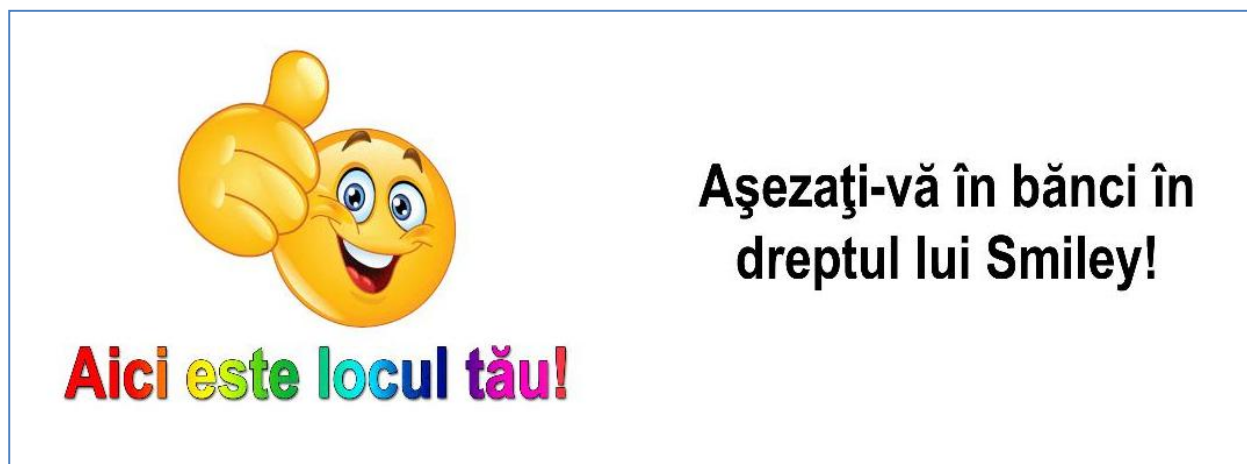 Aici este locul tău!
Aşezaţi-vă în bănci în
dreptul lui Smiley!